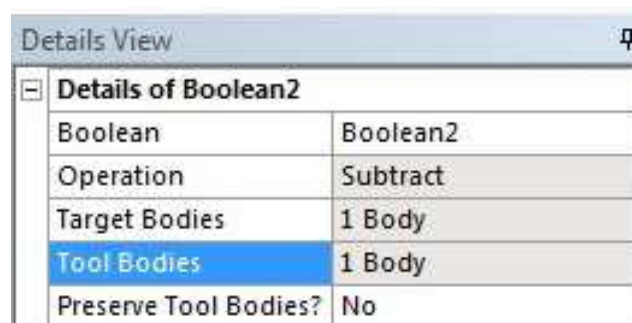 Details View
Details of Boolean2
Boolean Boolean2
Operation Subtract
Target Bodies 1 Body
Tool Bodies 1 Body
Preserve Tool Bodies? No